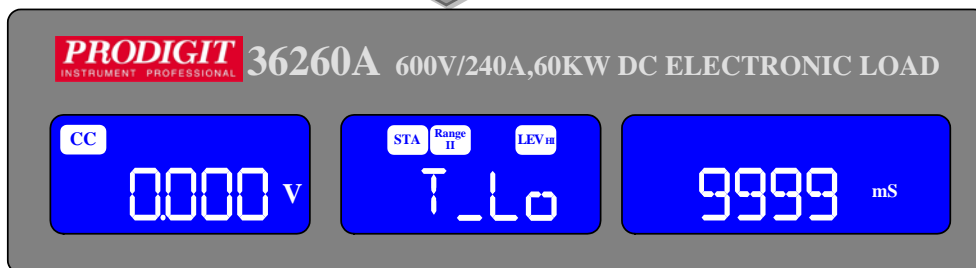 PRODIGIT
INSTRUMENT PROFESSIONAL
36260A 600V/240A,60KW DC ELECTRONIC LOAD
CC
0.000 V
STA Range II LEV HI
T_Lo
9999 mS